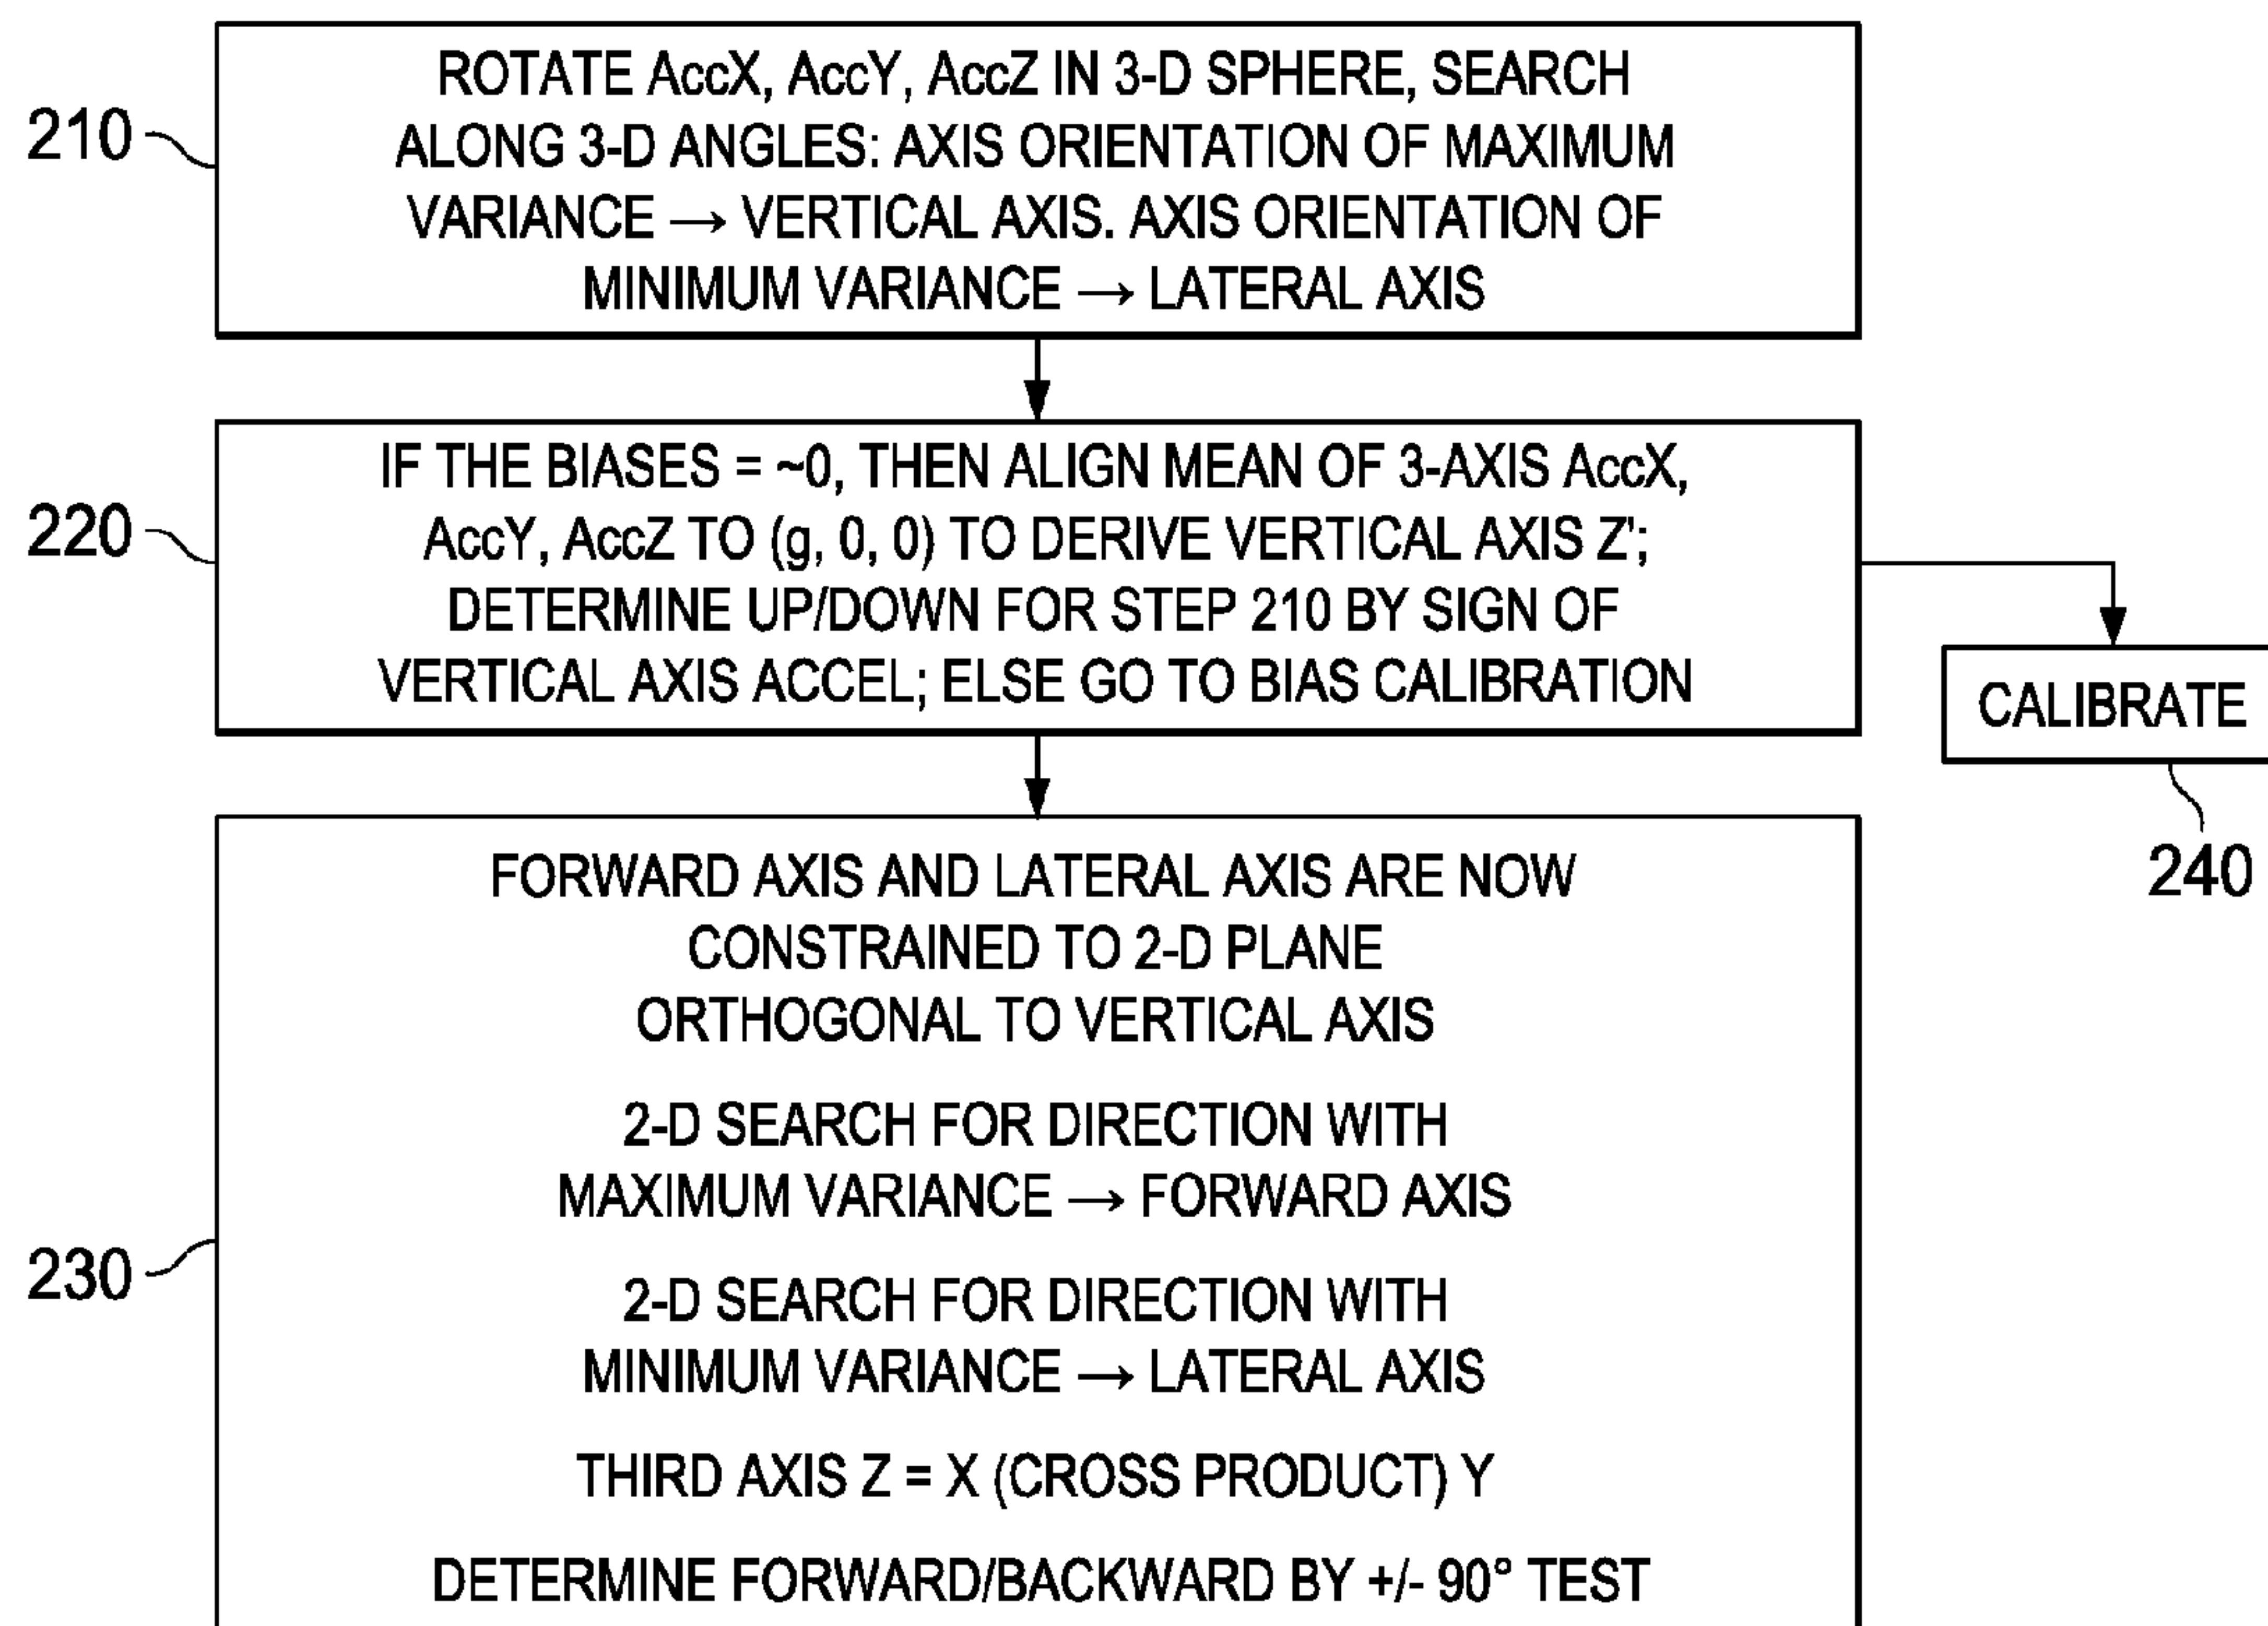 210
ROTATE AccX, AccY, AccZ IN 3-D SPHERE, SEARCH
ALONG 3-D ANGLES: AXIS ORIENTATION OF MAXIMUM
VARIANCE → VERTICAL AXIS. AXIS ORIENTATION OF
MINIMUM VARIANCE → LATERAL AXIS
220
IF THE BIASES = ~0, THEN ALIGN MEAN OF 3-AXIS AccX,
AccY, AccZ TO (g, 0, 0) TO DERIVE VERTICAL AXIS Z';
DETERMINE UP/DOWN FOR STEP 210 BY SIGN OF
VERTICAL AXIS ACCEL; ELSE GO TO BIAS CALIBRATION
CALIBRATE
240
230
FORWARD AXIS AND LATERAL AXIS ARE NOW
CONSTRAINED TO 2-D PLANE
ORTHOGONAL TO VERTICAL AXIS
2-D SEARCH FOR DIRECTION WITH
MAXIMUM VARIANCE → FORWARD AXIS
2-D SEARCH FOR DIRECTION WITH
MINIMUM VARIANCE → LATERAL AXIS
THIRD AXIS Z = X (CROSS PRODUCT) Y
DETERMINE FORWARD/BACKWARD BY +/- 90° TEST